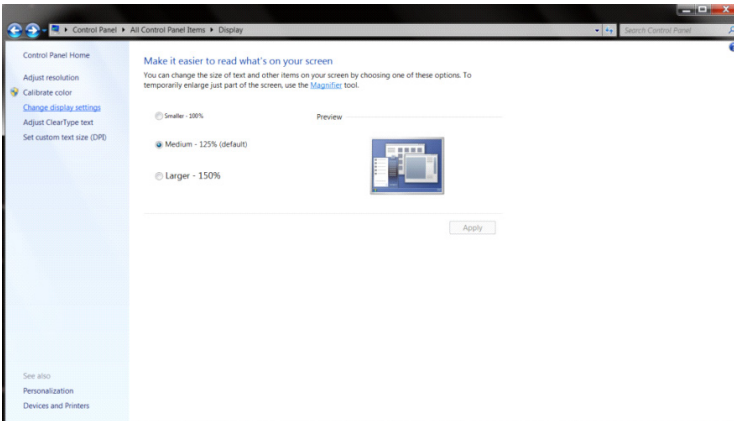 Control Panel ▸ All Control Panel Items ▸ Display
Search Control Panel
Control Panel Home
Adjust resolution
Calibrate color
Change display settings
Adjust ClearType text
Set custom text size (DPI)
Make it easier to read what's on your screen
You can change the size of text and other items on your screen by choosing one of these options. To
temporarily enlarge just part of the screen, use the Magnifier tool.
Smaller - 100%
Preview
Medium - 125% (default)
Larger - 150%
Apply
See also
Personalization
Devices and Printers